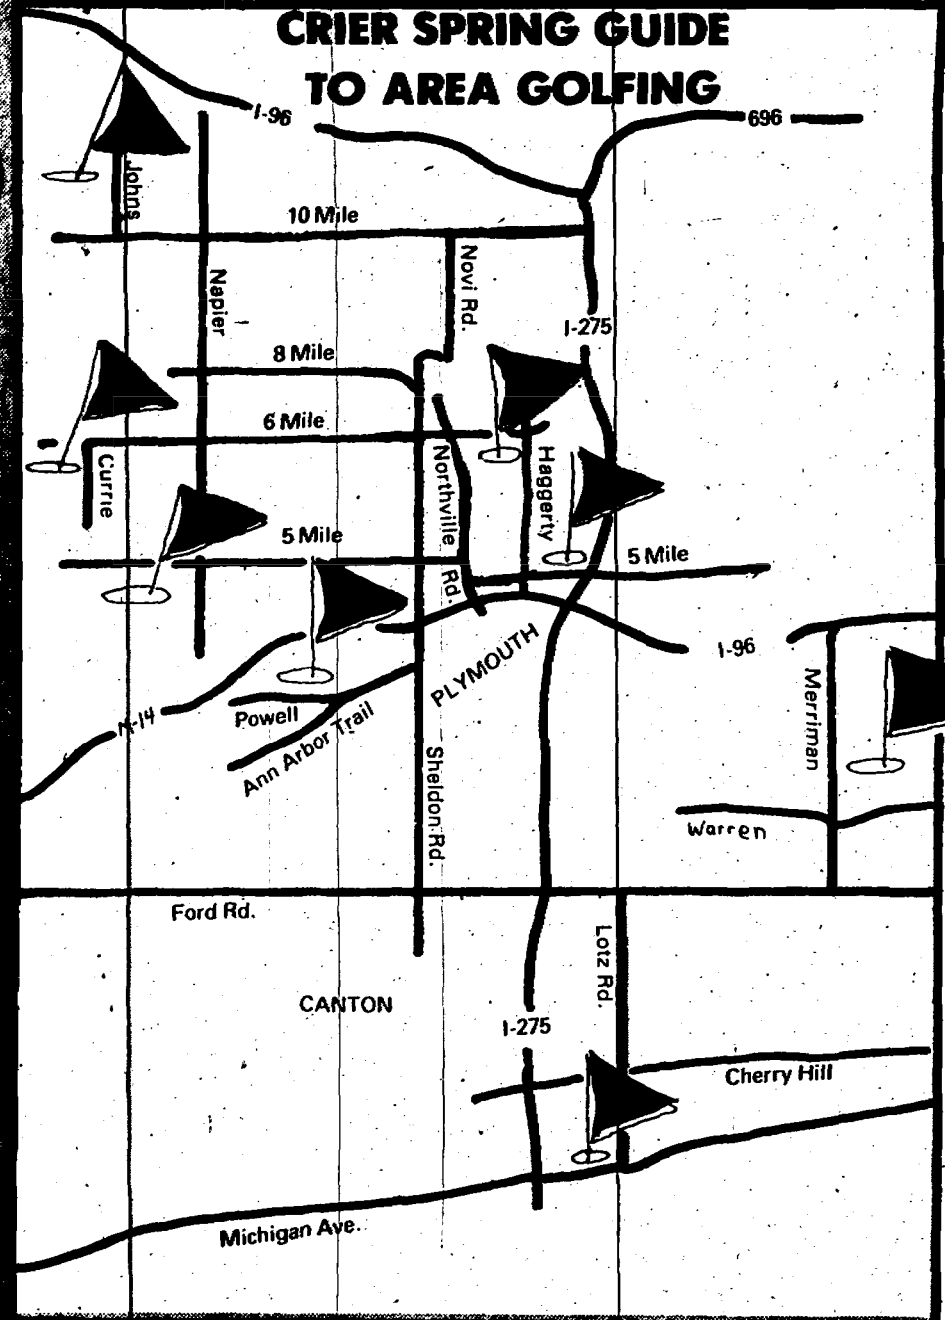 CRIER SPRING GUIDE
TO AREA GOLFING
I-96
696
Johns
10 Mile
Novi Rd.
Napier
I-275
8 Mile
6 Mile
Currie
Northville Rd.
Haggerty
5 Mile
5 Mile
I-96
PLYMOUTH
Merriman
M-14
Powell
Ann Arbor Trail
Sheldon Rd.
Warren
Ford Rd.
Lotz Rd.
CANTON
I-275
Cherry Hill
Michigan Ave.